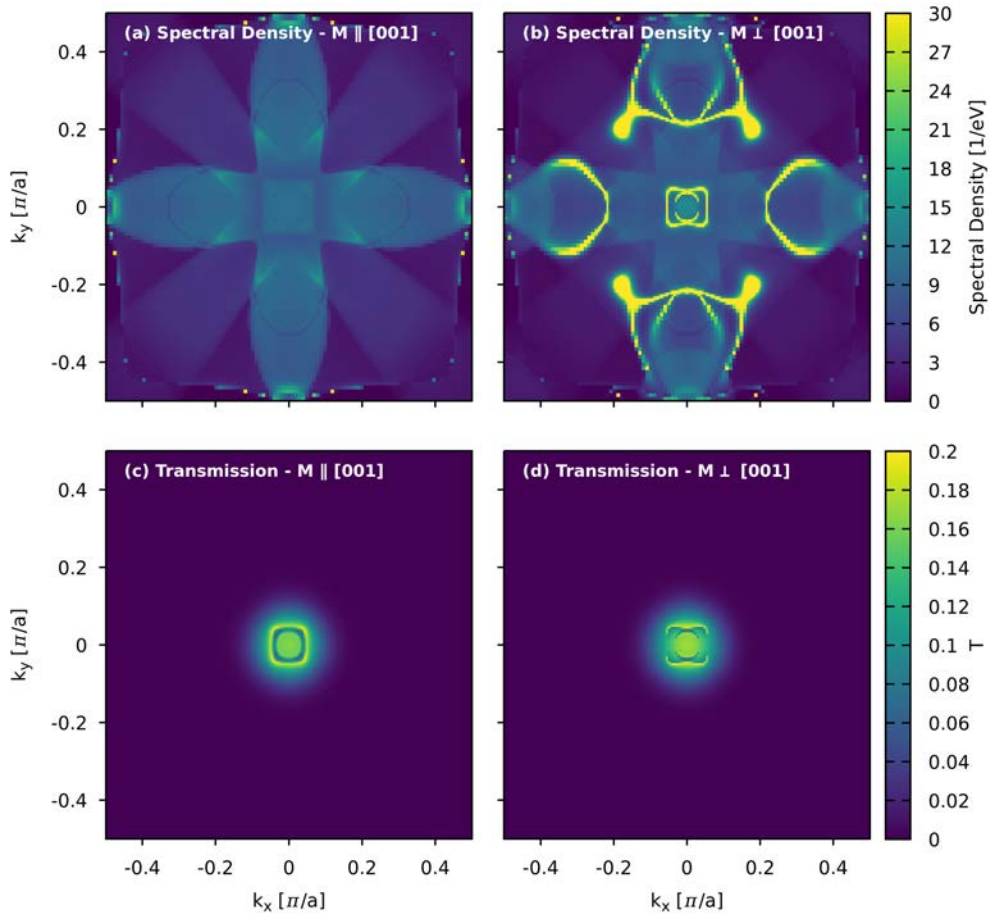 (a) Spectral Density - M ∥ [001]
(b) Spectral Density - M ⊥ [001]
0.4
0.2
0
-0.2
-0.4
k_y [π/a]
30
27
24
21
18
15
12
9
6
3
0
Spectral Density [1/eV]
(c) Transmission - M ∥ [001]
(d) Transmission - M ⊥ [001]
0.4
0.2
0
-0.2
-0.4
k_y [π/a]
0.2
0.18
0.16
0.14
0.12
0.1
0.08
0.06
0.04
0.02
0
T
-0.4 -0.2 0 0.2 0.4
-0.4 -0.2 0 0.2 0.4
k_x [π/a]
k_x [π/a]